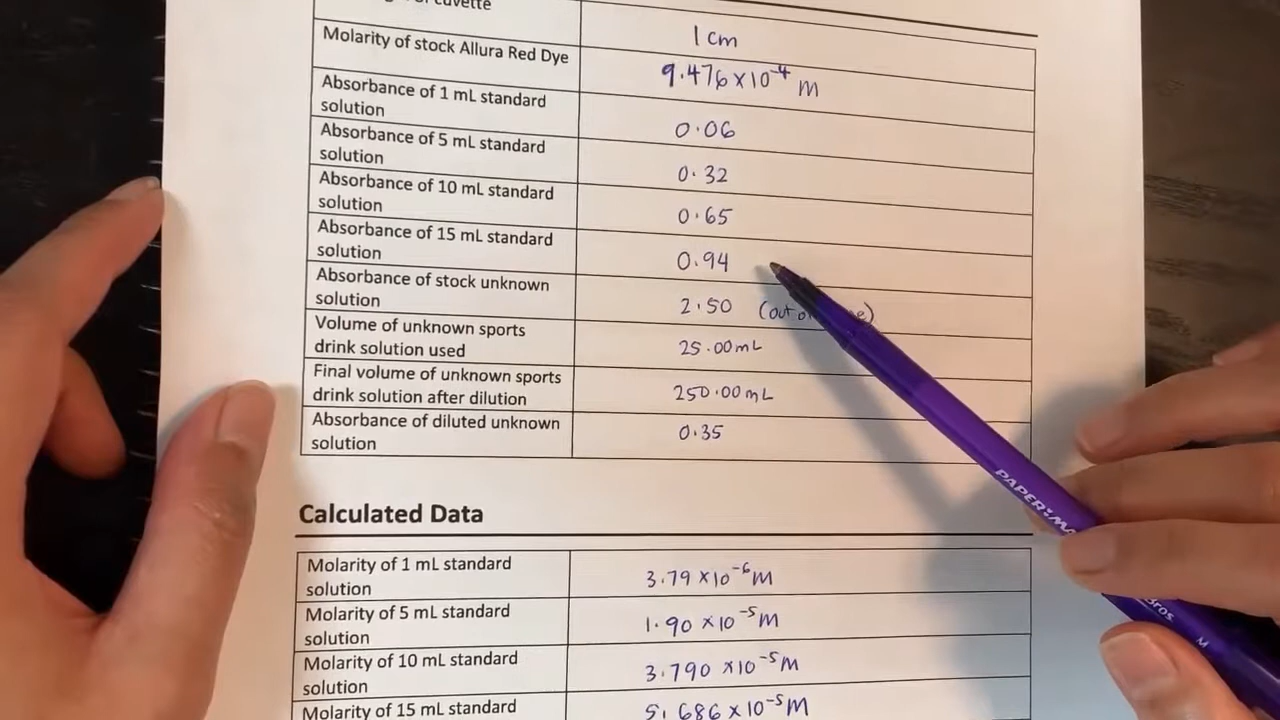 cuvette
1 cm
Molarity of stock Allura Red Dye
9.476 x 10⁻⁴ M
Absorbance of 1 mL standard
solution
0.06
Absorbance of 5 mL standard
solution
0.32
Absorbance of 10 mL standard
solution
0.65
Absorbance of 15 mL standard
solution
0.94
Absorbance of stock unknown
solution
2.50 (out
Volume of unknown sports
drink solution used
25.00 mL
Final volume of unknown sports
drink solution after dilution
250.00 mL
Absorbance of diluted unknown
solution
0.35
Calculated Data
Molarity of 1 mL standard
solution
3.79 x 10⁻⁶ M
Molarity of 5 mL standard
solution
1.90 x 10⁻⁵ M
Molarity of 10 mL standard
solution
3.790 x 10⁻⁵ M
Molarity of 15 mL standard
5.686 x 10⁻⁵ M
PAPER
Bros. M